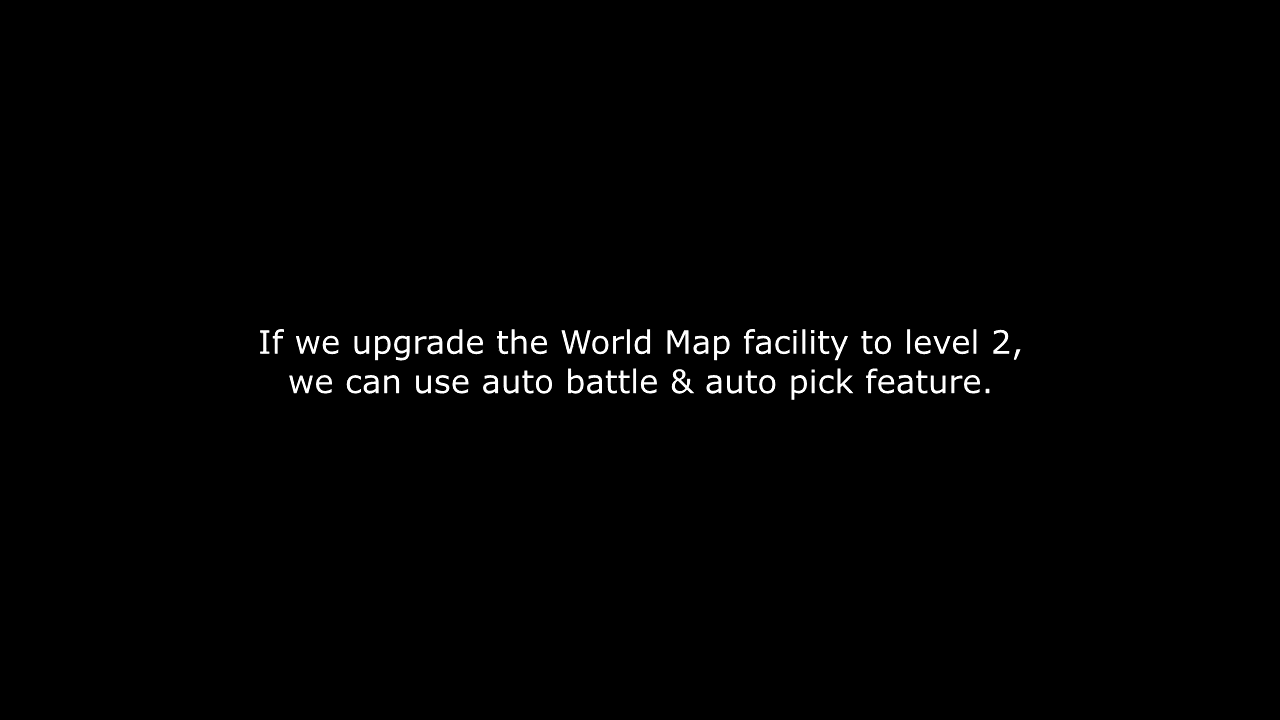 If we upgrade the World Map facility to level 2,
we can use auto battle & auto pick feature.